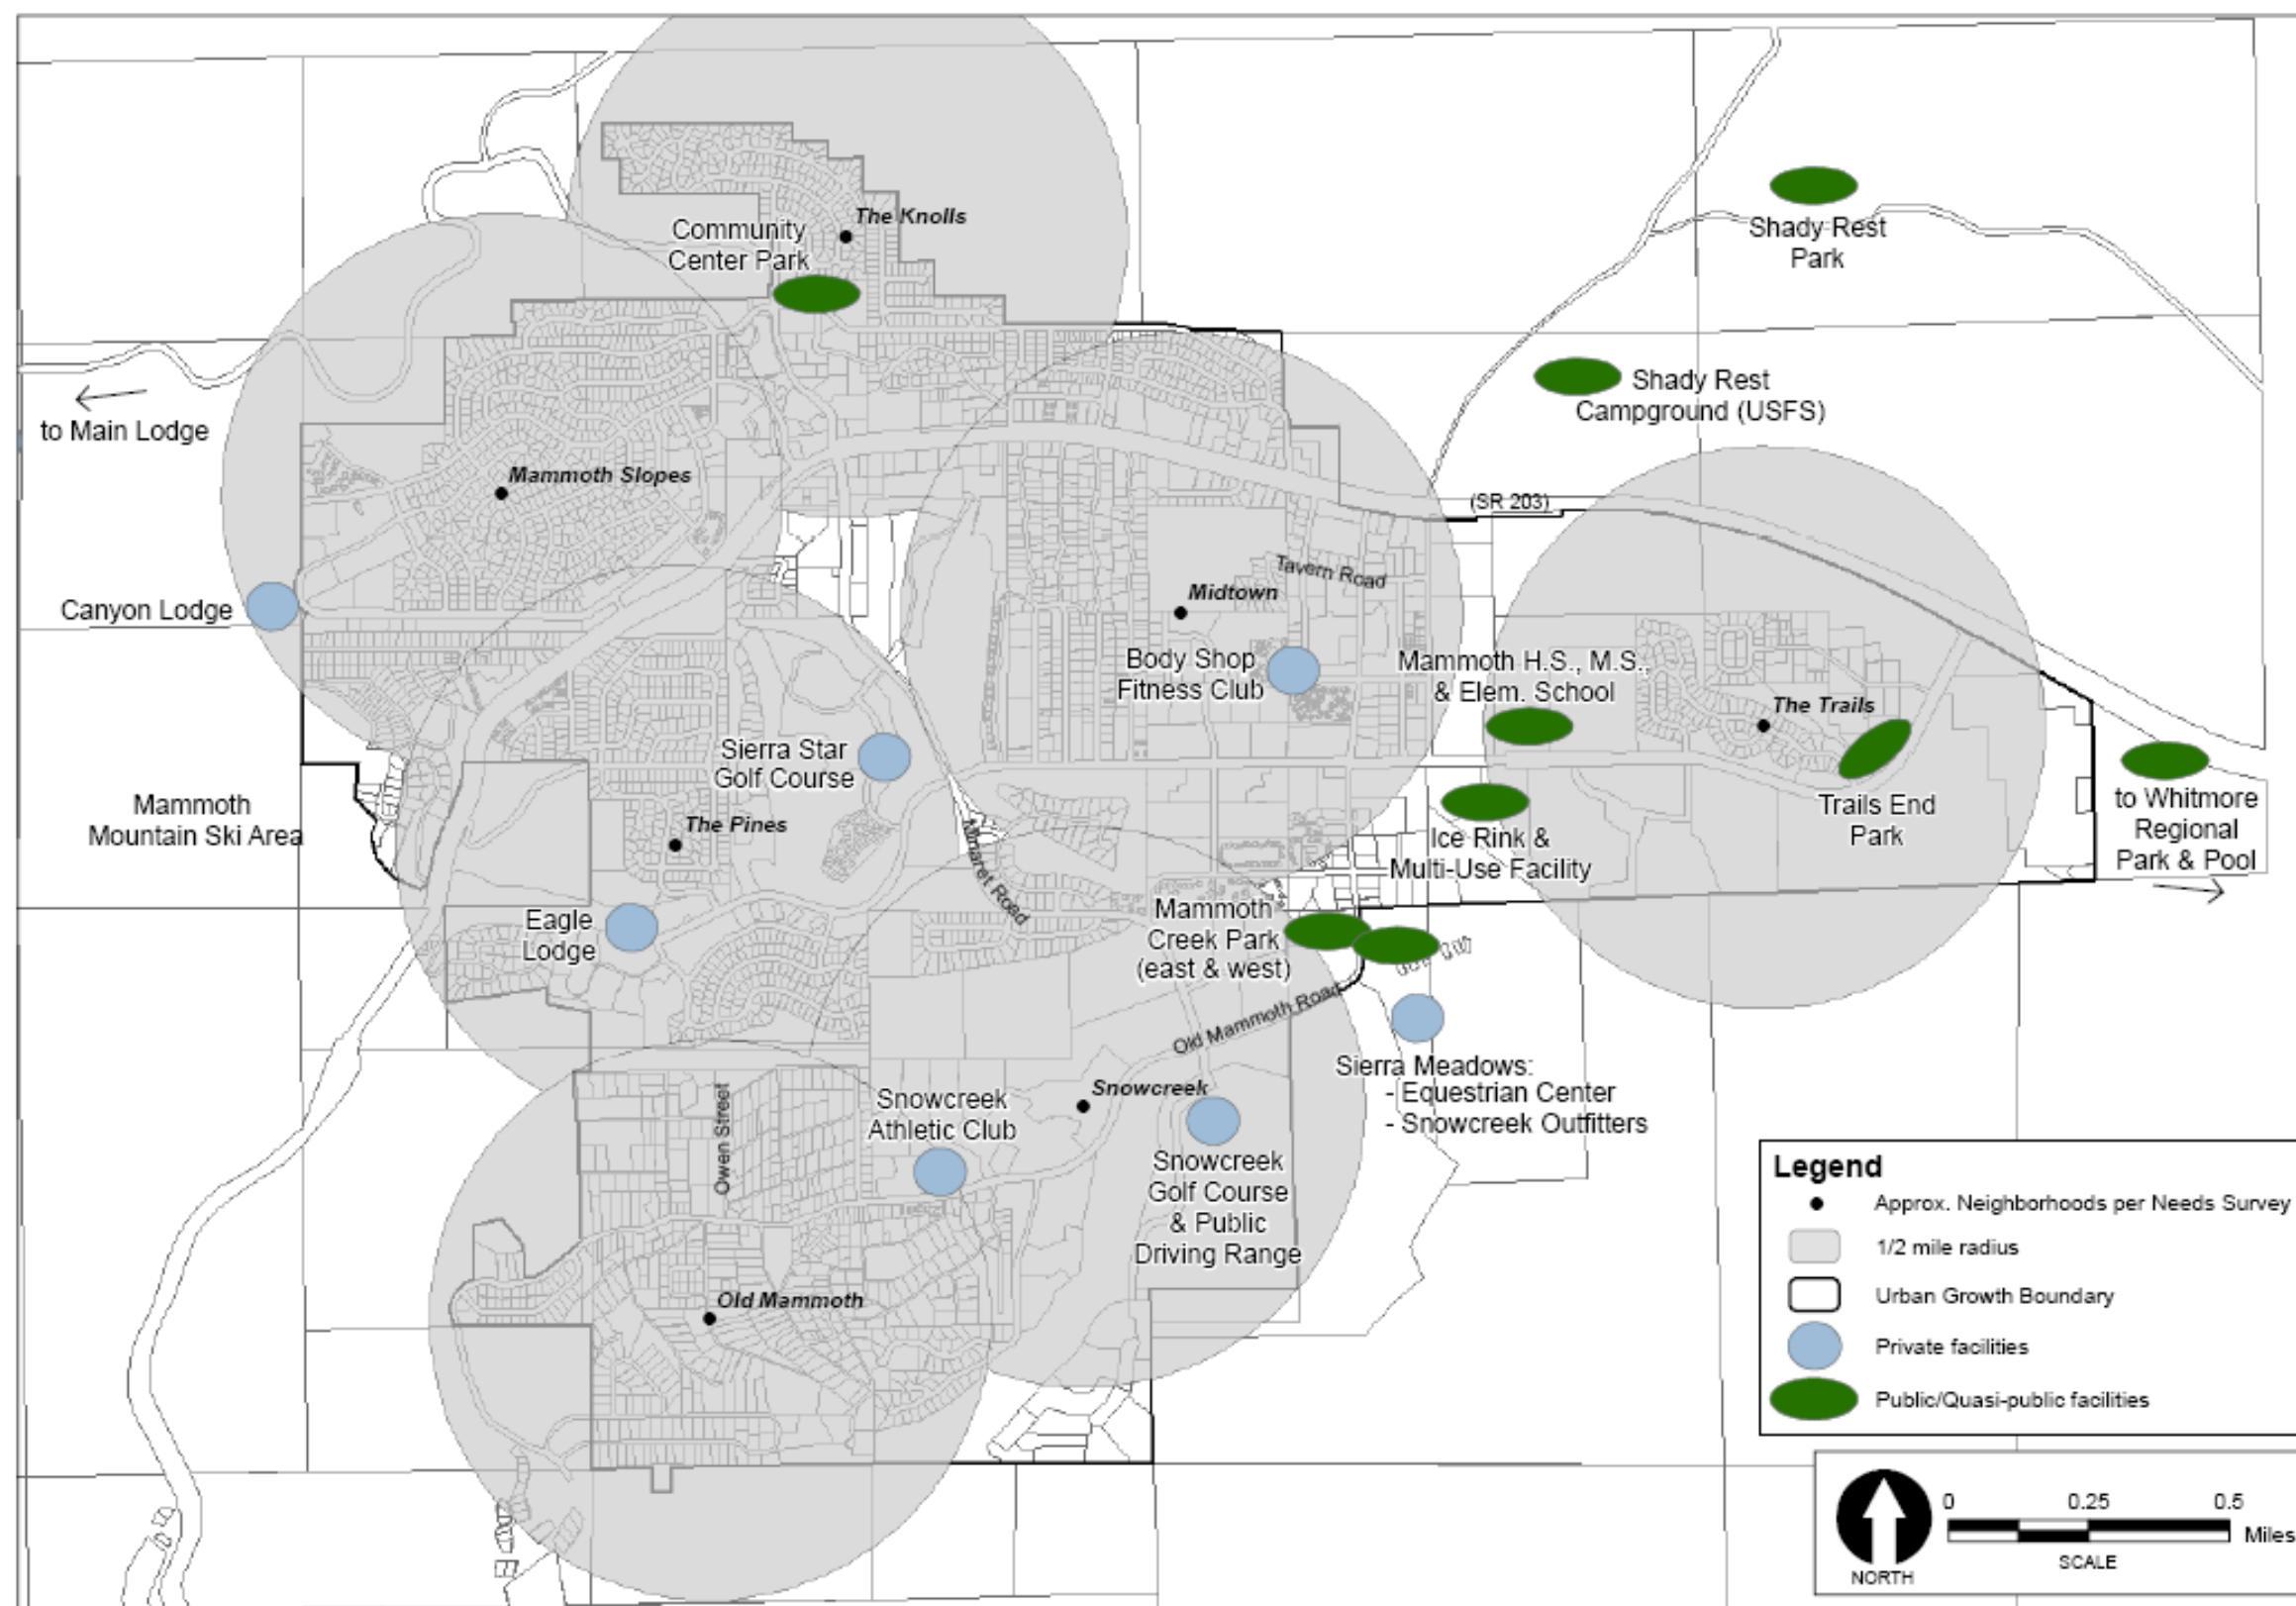 The Knolls
Community
Center Park
Shady Rest
Park
Shady Rest
Campground (USFS)
to Main Lodge
Mammoth Slopes
(SR 203)
Tavern Road
Midtown
Canyon Lodge
Body Shop
Fitness Club
Mammoth H.S., M.S.,
& Elem. School
The Trails
Sierra Star
Golf Course
Mammoth
Mountain Ski Area
The Pines
Minaret Road
Ice Rink &
Multi-Use Facility
Trails End
Park
to Whitmore
Regional
Park & Pool
Eagle
Lodge
Mammoth
Creek Park
(east & west)
Old Mammoth Road
Sierra Meadows:
- Equestrian Center
- Snowcreek Outfitters
Owen Street
Snowcreek
Athletic Club
Snowcreek
Snowcreek
Golf Course
& Public
Driving Range
Old Mammoth
Legend
Approx. Neighborhoods per Needs Survey
1/2 mile radius
Urban Growth Boundary
Private facilities
Public/Quasi-public facilities
NORTH
0 0.25 0.5
Miles
SCALE